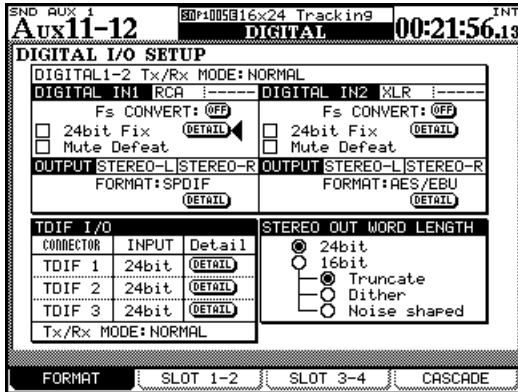 SND AUX 1
Aux11-12
16x24 Tracking
DIGITAL
INT
00:21:56.13
DIGITAL I/O SETUP
DIGITAL1-2 Tx/Rx MODE:NORMAL
DIGITAL IN1 RCA ------
Fs CONVERT: OFF
24bit Fix DETAIL
Mute Defeat
OUTPUT STEREO-L STEREO-R
FORMAT:SPDIF
DETAIL
DIGITAL IN2 XLR ------
Fs CONVERT: OFF
24bit Fix DETAIL
Mute Defeat
OUTPUT STEREO-L STEREO-R
FORMAT:AES/EBU
DETAIL
TDIF I/O
CONNECTOR INPUT Detail
TDIF 1 24bit DETAIL
TDIF 2 24bit DETAIL
TDIF 3 24bit DETAIL
Tx/Rx MODE:NORMAL
STEREO OUT WORD LENGTH
24bit
16bit
Truncate
Dither
Noise shaped
FORMAT SLOT 1-2 SLOT 3-4 CASCADE